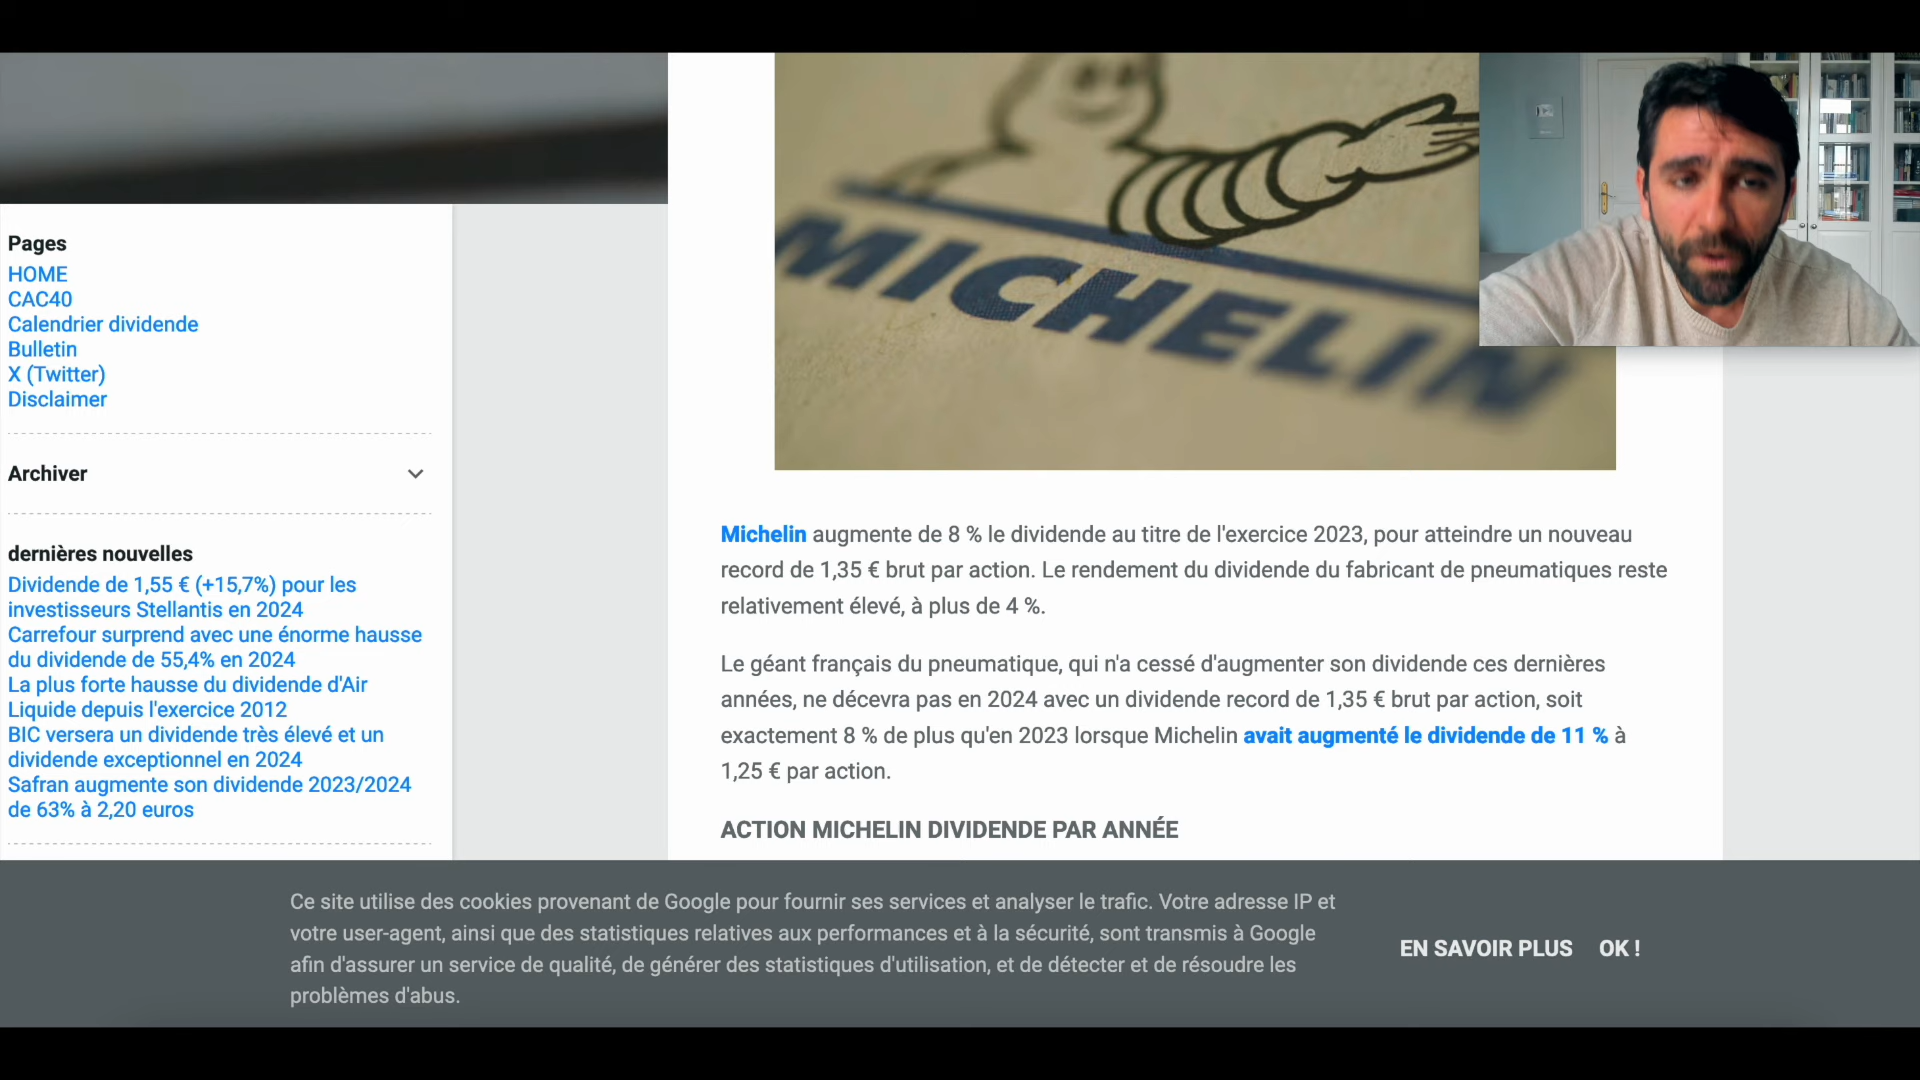 MICHELIN
Pages
HOME
CAC40
Calendrier dividende
Bulletin
X (Twitter)
Disclaimer
Archiver
dernières nouvelles
Dividende de 1,55 € (+15,7%) pour les
investisseurs Stellantis en 2024
Carrefour surprend avec une énorme hausse
du dividende de 55,4% en 2024
La plus forte hausse du dividende d'Air
Liquide depuis l'exercice 2012
BIC versera un dividende très élevé et un
dividende exceptionnel en 2024
Safran augmente son dividende 2023/2024
de 63% à 2,20 euros
Michelin augmente de 8 % le dividende au titre de l'exercice 2023, pour atteindre un nouveau
record de 1,35 € brut par action. Le rendement du dividende du fabricant de pneumatiques reste
relativement élevé, à plus de 4 %.
Le géant français du pneumatique, qui n'a cessé d'augmenter son dividende ces dernières
années, ne décevra pas en 2024 avec un dividende record de 1,35 € brut par action, soit
exactement 8 % de plus qu'en 2023 lorsque Michelin avait augmenté le dividende de 11 % à
1,25 € par action.
ACTION MICHELIN DIVIDENDE PAR ANNÉE
Ce site utilise des cookies provenant de Google pour fournir ses services et analyser le trafic. Votre adresse IP et
votre user-agent, ainsi que des statistiques relatives aux performances et à la sécurité, sont transmis à Google
afin d'assurer un service de qualité, de générer des statistiques d'utilisation, et de détecter et de résoudre les
problèmes d'abus.
EN SAVOIR PLUS OK !